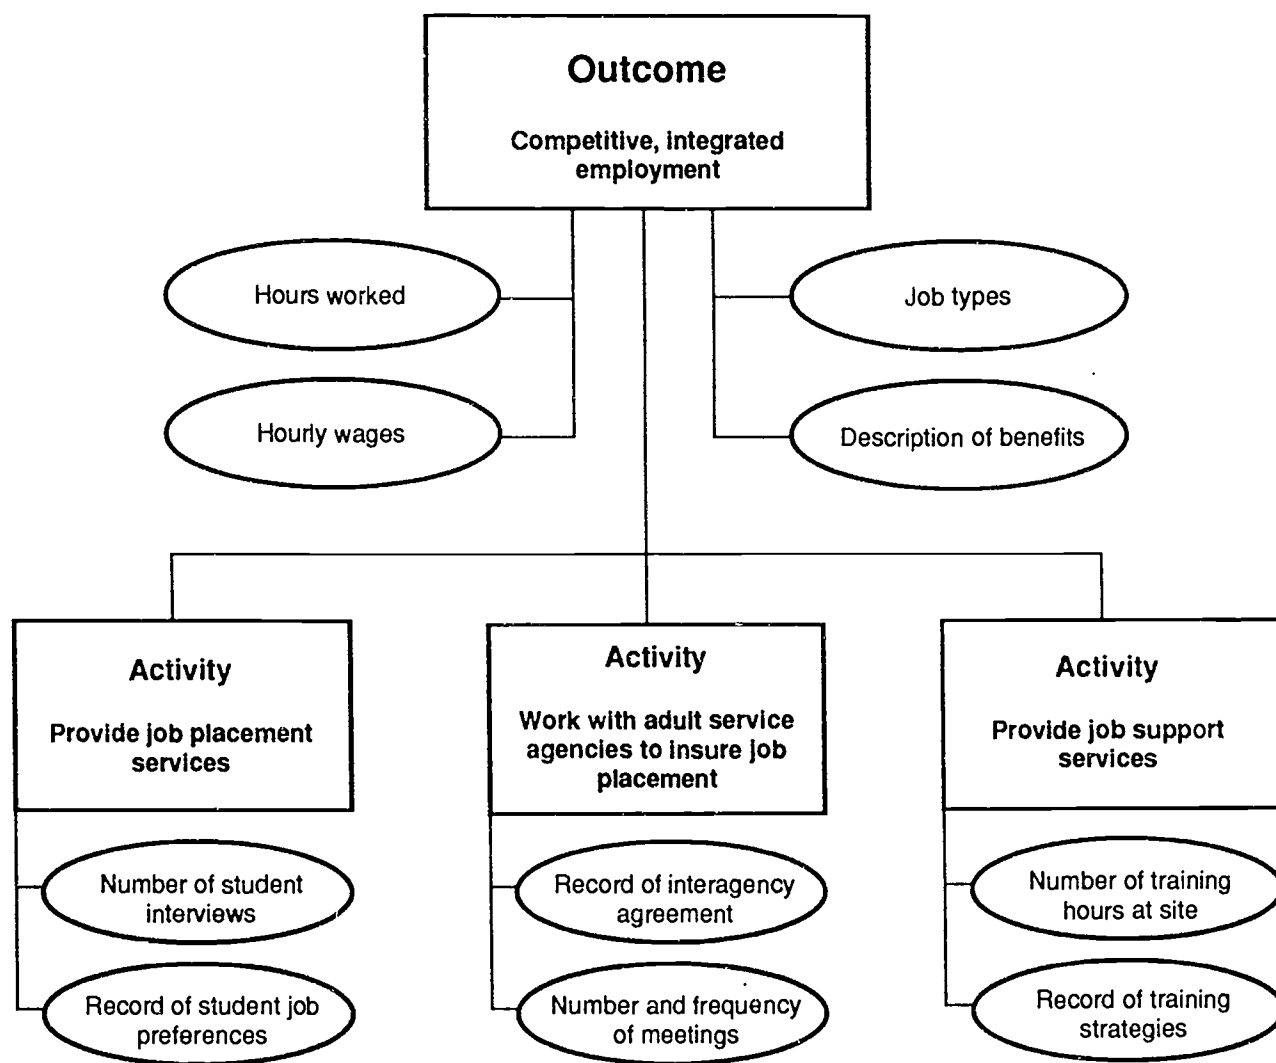 Outcome
Competitive, integrated
employment
Hours worked
Job types
Hourly wages
Description of benefits
Activity
Provide job placement
services
Activity
Work with adult service
agencies to insure job
placement
Activity
Provide job support
services
Number of student
interviews
Record of interagency
agreement
Number of training
hours at site
Record of student job
preferences
Number and frequency
of meetings
Record of training
strategies